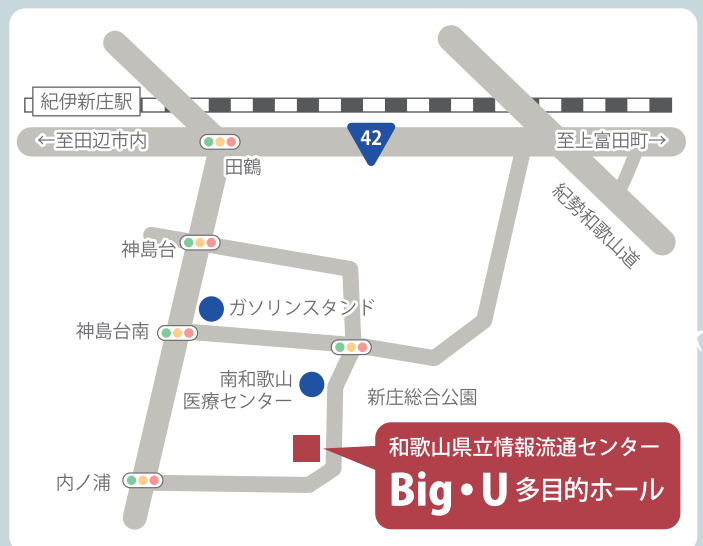 紀伊新庄駅
←至田辺市内
42
至上富田町→
田鶴
紀勢和歌山道
神島台
ガソリンスタンド
神島台南
南和歌山
医療センター
新庄総合公園
和歌山県立情報流通センター
Big・U 多目的ホール
内ノ浦